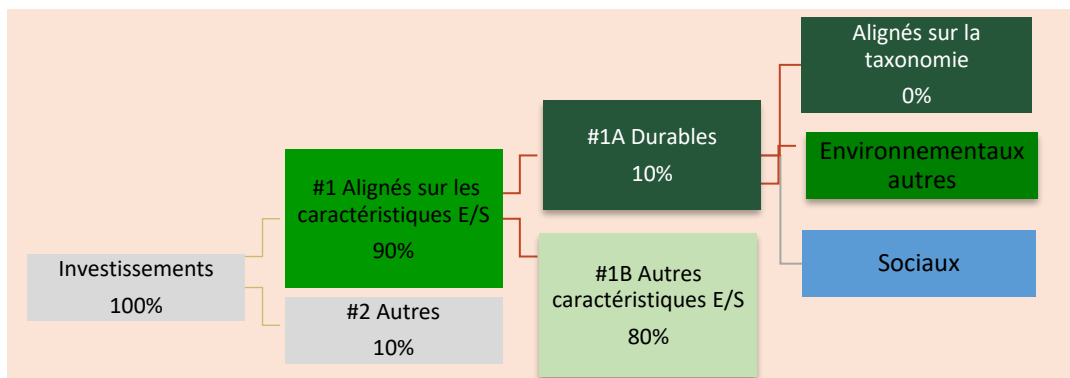 Investissements
100%
#1 Alignés sur les
caractéristiques E/S
90%
#2 Autres
10%
#1A Durables
10%
#1B Autres
caractéristiques E/S
80%
Alignés sur la
taxonomie
0%
Environnementaux
autres
Sociaux